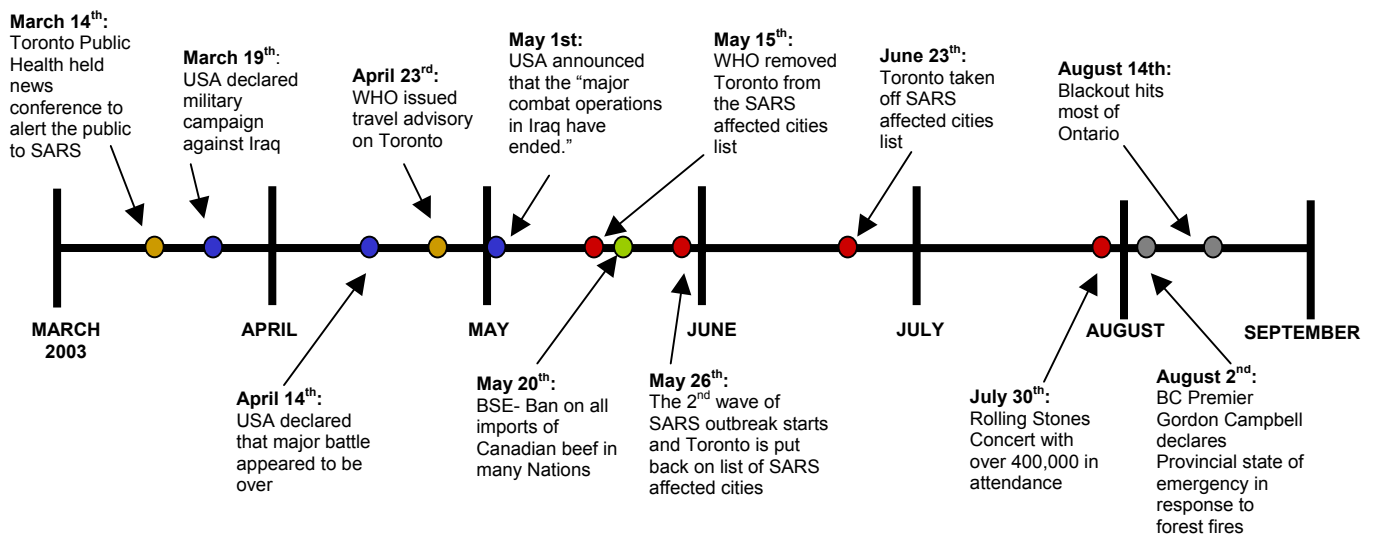 March 14th:
Toronto Public
Health held
news
conference to
alert the public
to SARS
March 19th:
USA declared
military
campaign
against Iraq
April 23rd:
WHO issued
travel advisory
on Toronto
May 1st:
USA announced
that the “major
combat operations
in Iraq have
ended.”
May 15th:
WHO removed
Toronto from
the SARS
affected cities
list
June 23th:
Toronto taken
off SARS
affected cities
list
August 14th:
Blackout hits
most of
Ontario
MARCH
2003
APRIL
MAY
JUNE
JULY
AUGUST
SEPTEMBER
April 14th:
USA declared
that major battle
appeared to be
over
May 20th:
BSE- Ban on all
imports of
Canadian beef in
many Nations
May 26th:
The 2nd wave of
SARS outbreak starts
and Toronto is put
back on list of SARS
affected cities
July 30th:
Rolling Stones
Concert with
over 400,000 in
attendance
August 2nd:
BC Premier
Gordon Campbell
declares
Provincial state of
emergency in
response to
forest fires